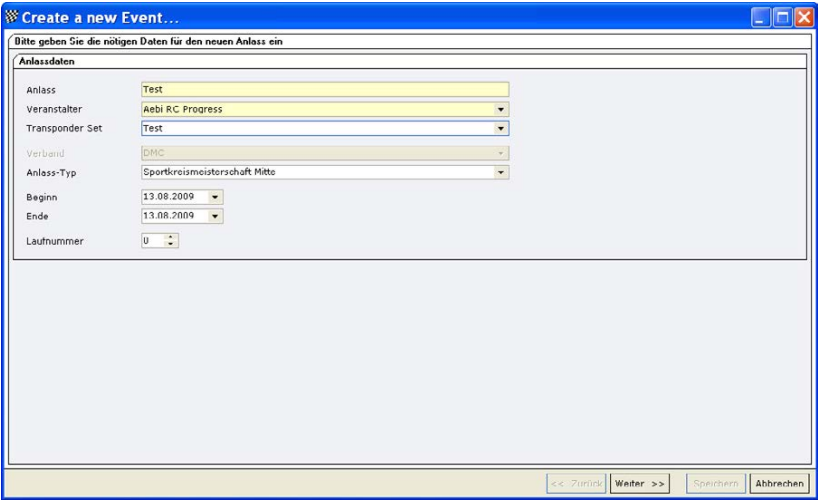 Create a new Event...
Bitte geben Sie die nötigen Daten für den neuen Anlass ein
Anlassdaten
Anlass Test
Veranstalter Aebi RC Progress
Transponder Set Test
Verband DMC
Anlass-Typ Sportkreismeisterschaft Mitte
Beginn 13.08.2009
Ende 13.08.2009
Laufnummer 0
<< Zurück Weiter >> Speichern Abbrechen